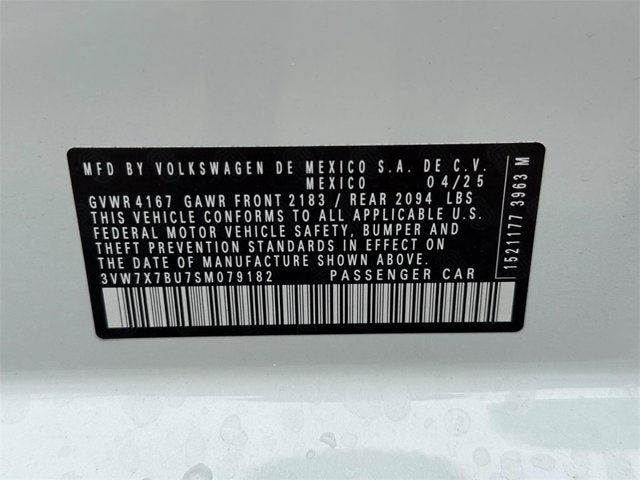 MFD BY VOLKSWAGEN DE MEXICO S.A. DE C.V.
MEXICO 04/25
GVWR 4167 GAWR FRONT 2183 / REAR 2094 LBS
THIS VEHICLE CONFORMS TO ALL APPLICABLE U.S.
FEDERAL MOTOR VEHICLE SAFETY, BUMPER AND
THEFT PREVENTION STANDARDS IN EFFECT ON
THE DATE OF MANUFACTURE SHOWN ABOVE.
3VW7X7BU7SM079182 PASSENGER CAR
1521177 3963 M